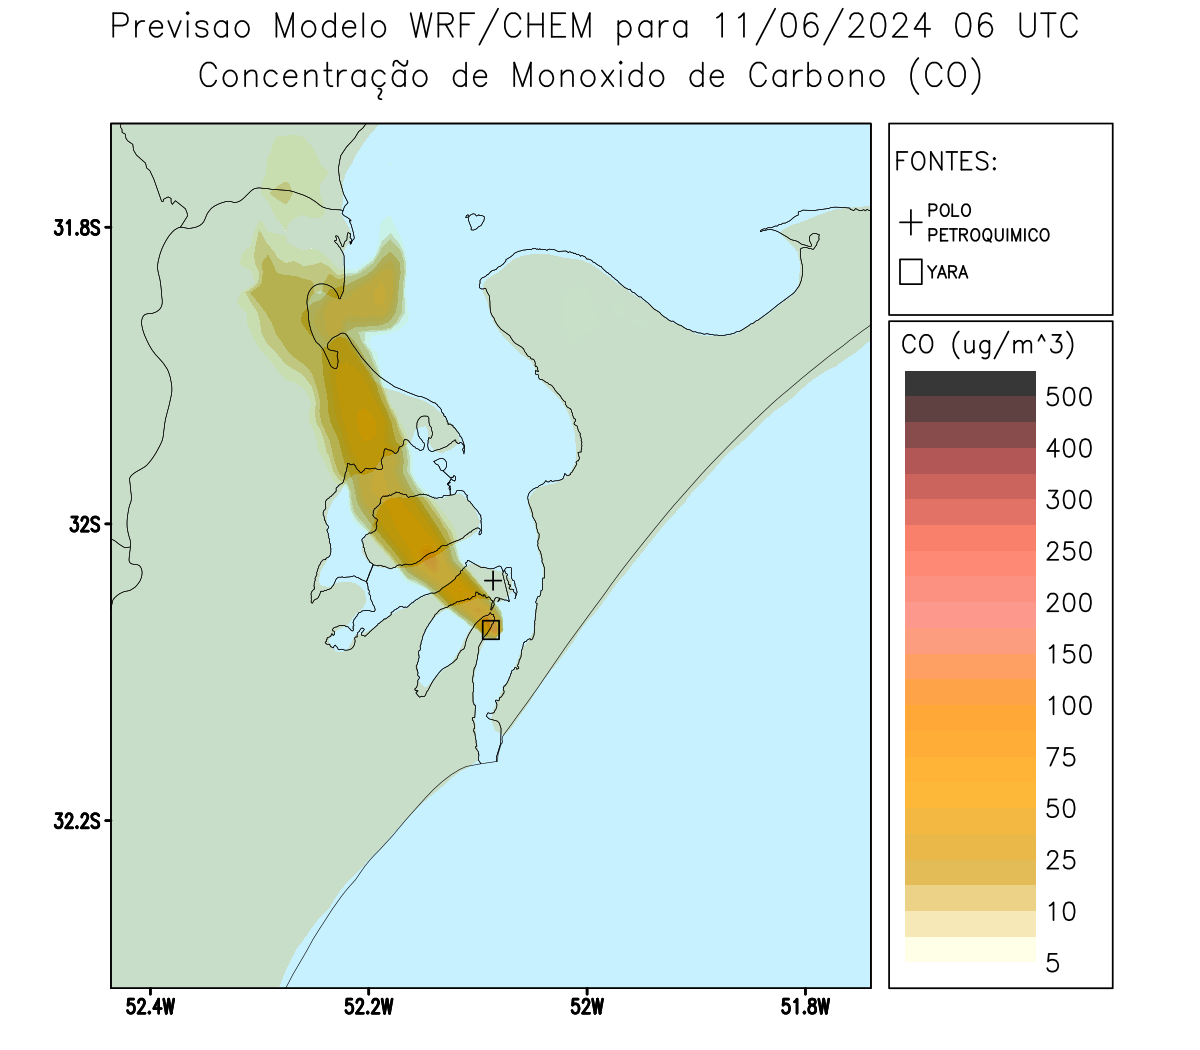 Previsao Modelo WRF/CHEM para 11/06/2024 06 UTC
Concentração de Monoxido de Carbono (CO)
FONTES:
POLO
PETROQUIMICO
YARA
CO (ug/m^3)
500
400
300
250
200
150
100
75
50
25
10
5
31.8S
32S
32.2S
52.4W
52.2W
52W
51.8W